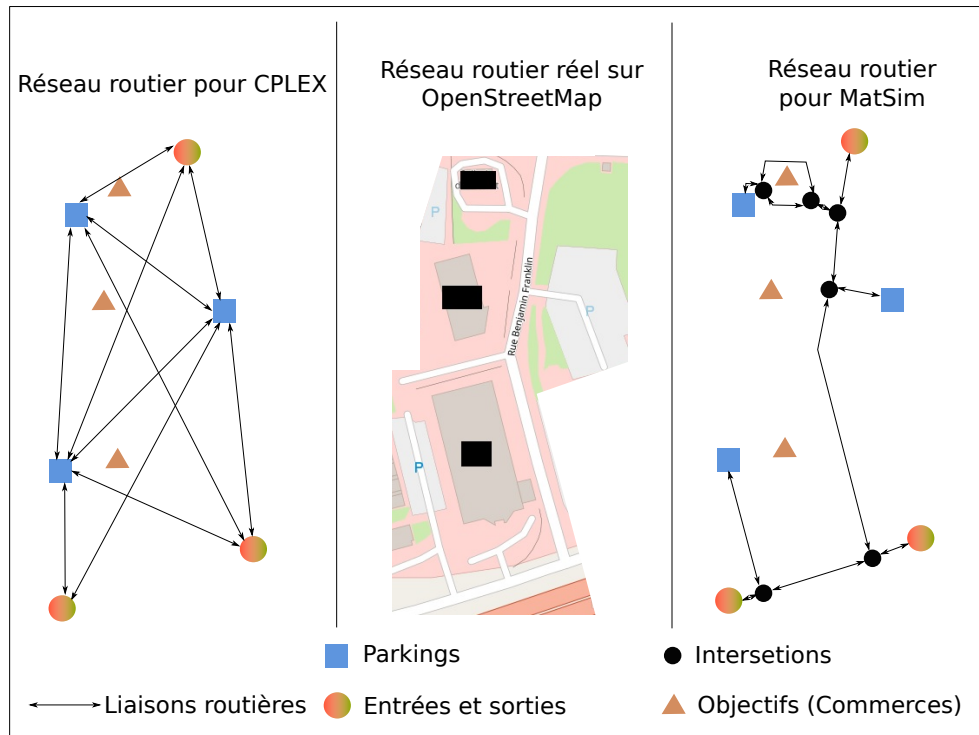 Réseau routier pour CPLEX
Réseau routier réel sur
OpenStreetMap
Réseau routier
pour MatSim
P
Rue Benjamin Franklin
P
P
Parkings
Intersetions
Liaisons routières
Entrées et sorties
Objectifs (Commerces)